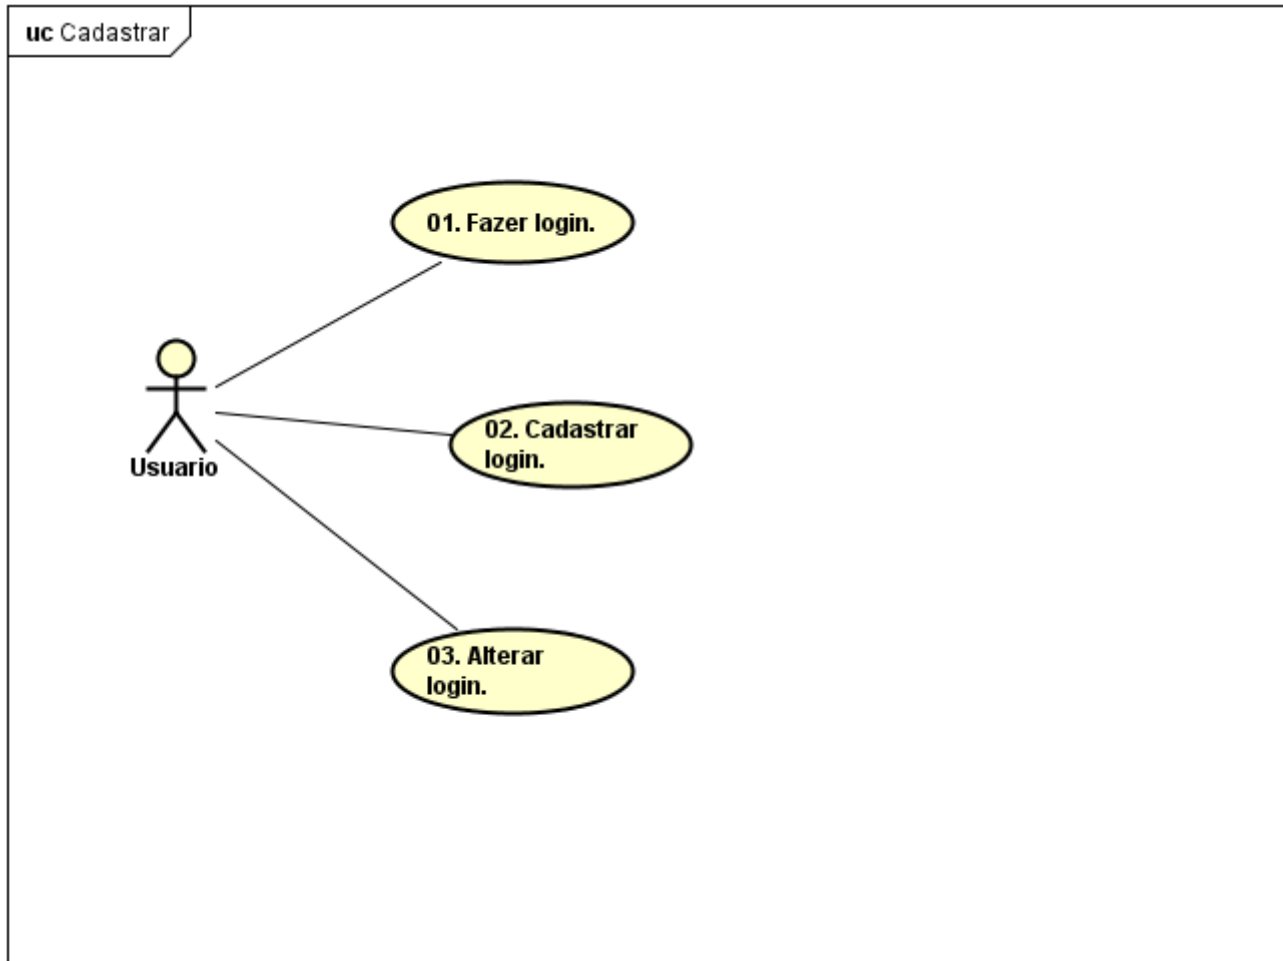 uc Cadastrar
01. Fazer login.
02. Cadastrar
login.
Usuario
03. Alterar
login.